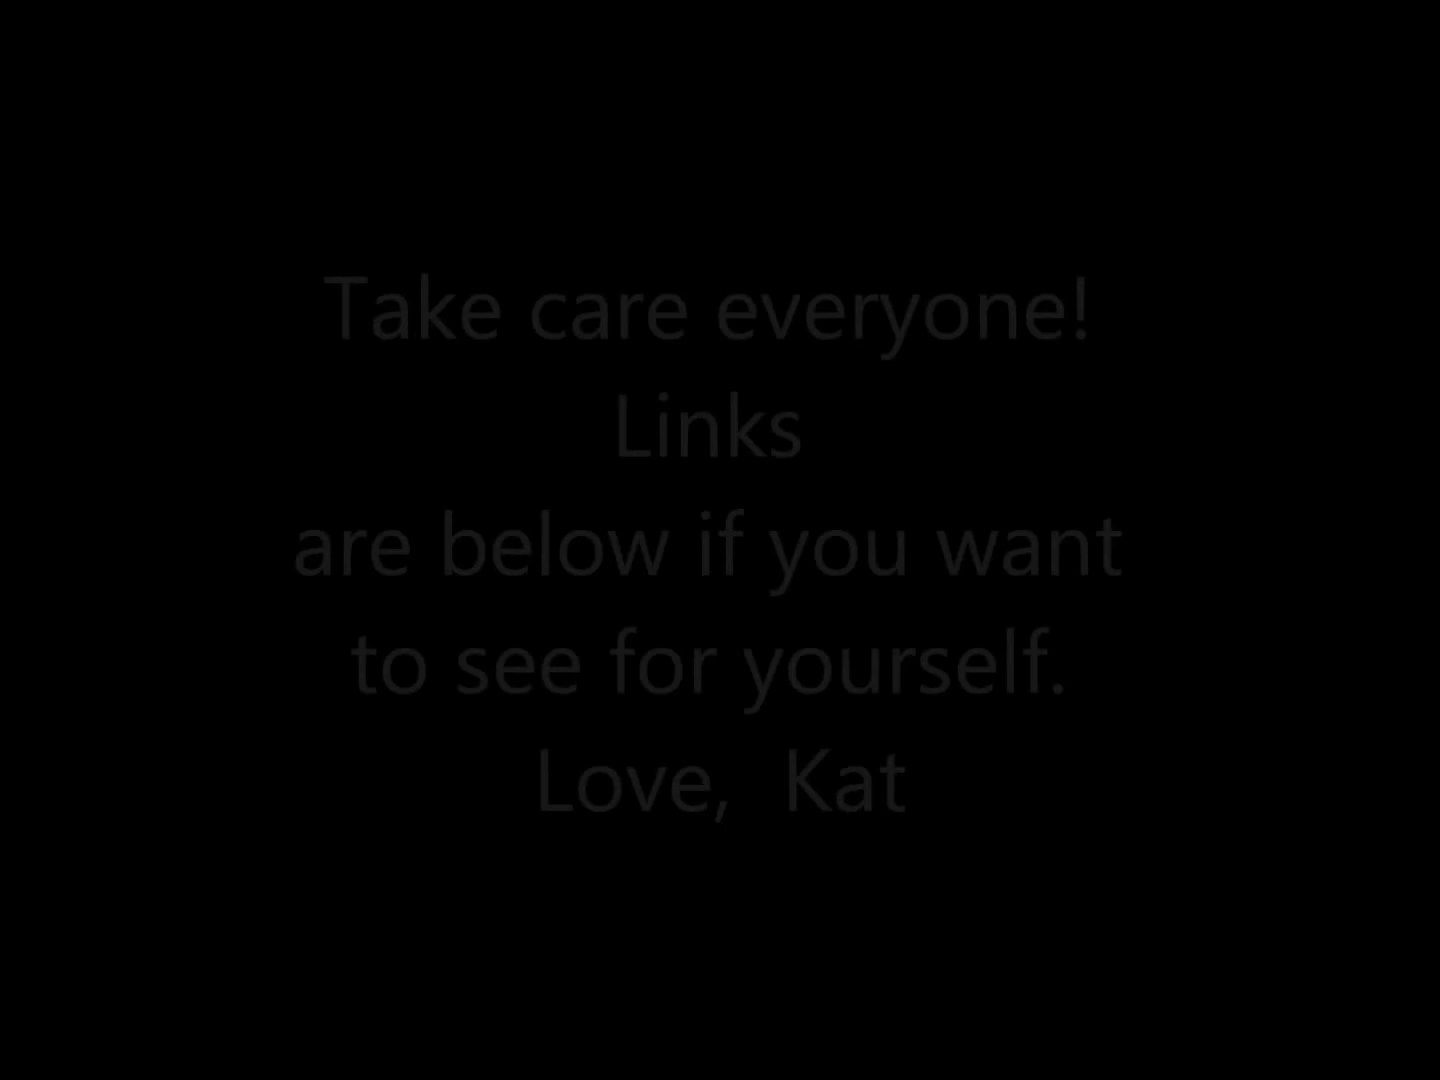 Take care everyone!
Links
are below if you want
to see for yourself.
Love,  Kat